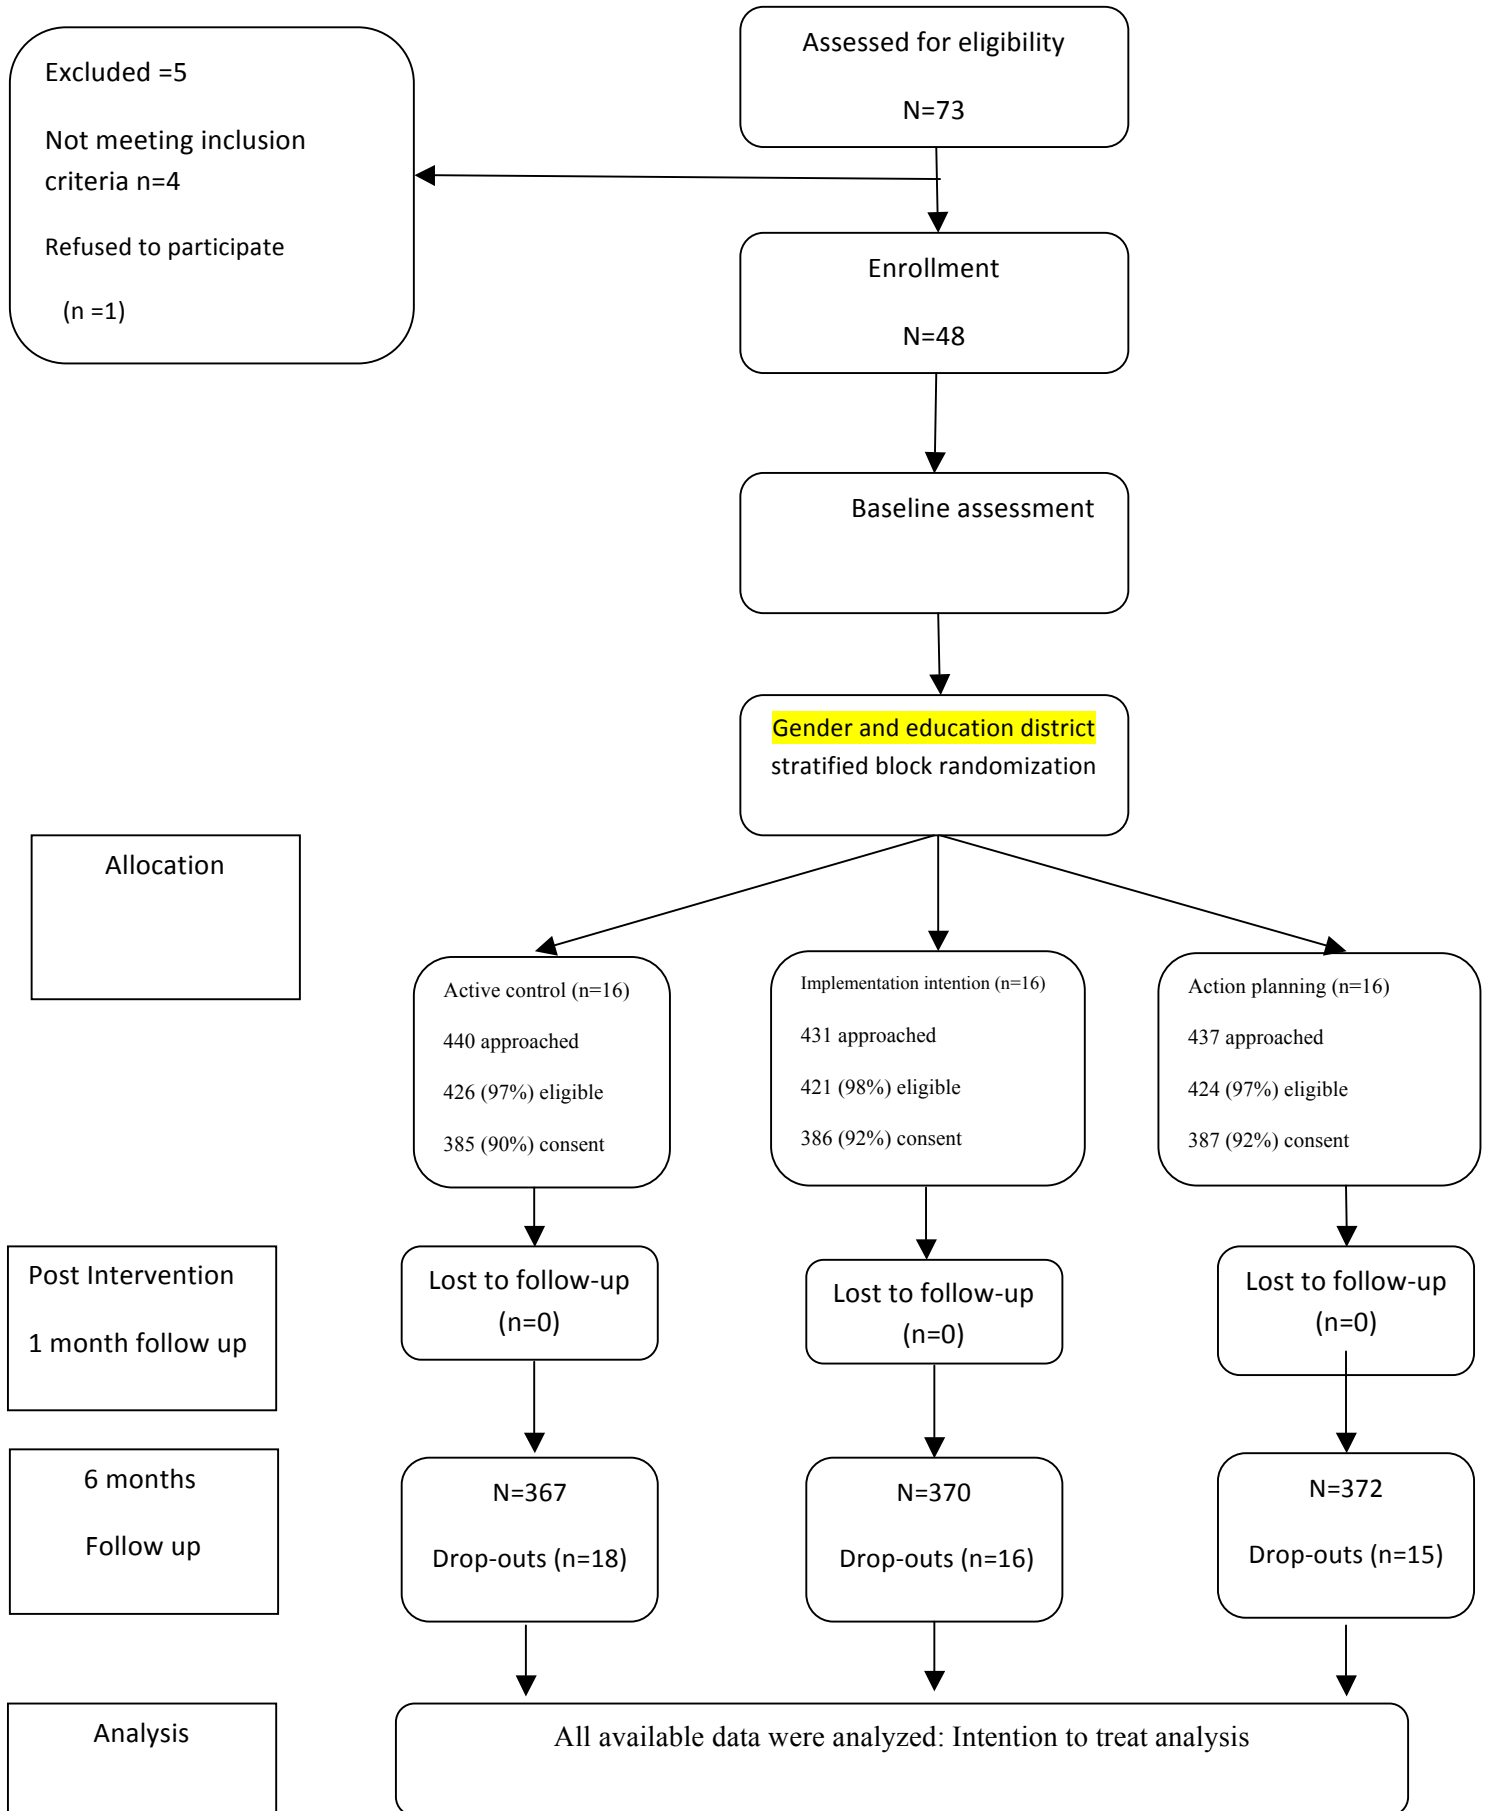 Assessed for eligibility
N=73
Excluded =5
Not meeting inclusion
criteria n=4
Refused to participate
(n =1)
Enrollment
N=48
Baseline assessment
Gender and education district
stratified block randomization
Allocation
Active control (n=16)
440 approached
426 (97%) eligible
385 (90%) consent
Implementation intention (n=16)
431 approached
421 (98%) eligible
386 (92%) consent
Action planning (n=16)
437 approached
424 (97%) eligible
387 (92%) consent
Post Intervention
1 month follow up
Lost to follow-up
(n=0)
Lost to follow-up
(n=0)
Lost to follow-up
(n=0)
6 months
Follow up
N=367
Drop-outs (n=18)
N=370
Drop-outs (n=16)
N=372
Drop-outs (n=15)
Analysis
All available data were analyzed: Intention to treat analysis